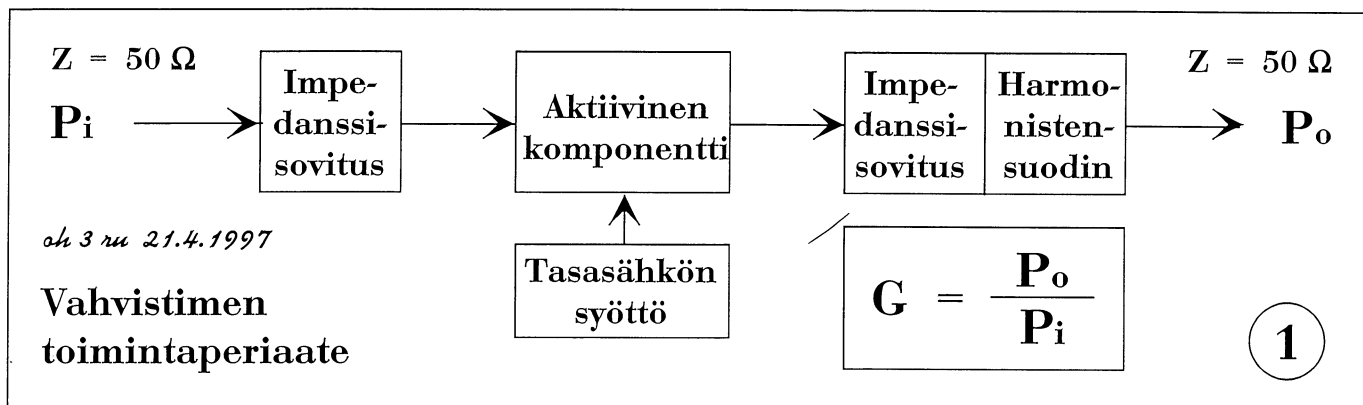 Z = 50 Ω
Pi
Impe-
danssi-
sovitus
Aktiivinen
komponentti
Impe-
danssi-
sovitus
Harmo-
nisten-
suodin
Z = 50 Ω
Po
Tasasähkön
syöttö
oh 3 ru 21.4.1997
Vahvistimen
toimintaperiaate
G = Po
Pi
1